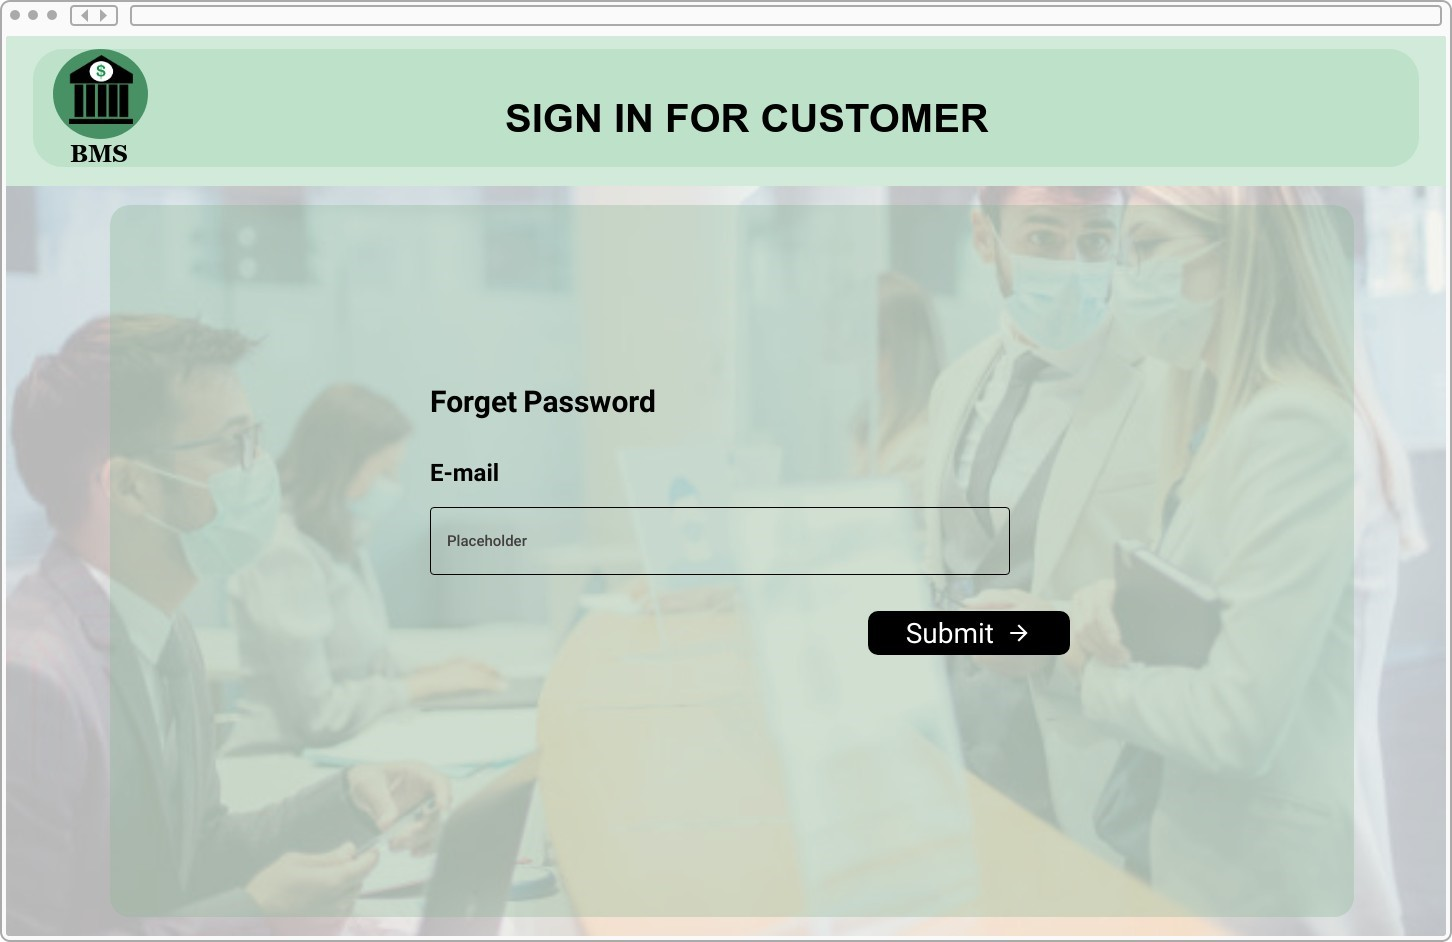 $
BMS
SIGN IN FOR CUSTOMER
Forget Password
E-mail
Placeholder
Submit →